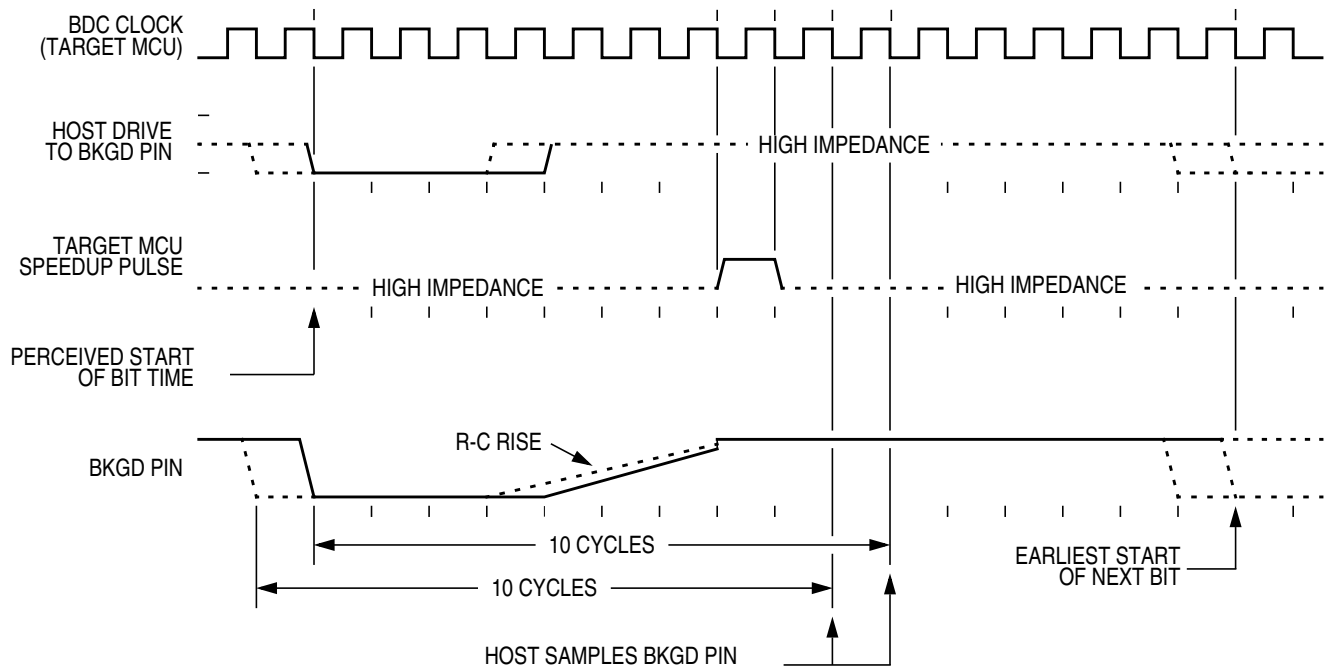 BDC CLOCK
(TARGET MCU)
HOST DRIVE
TO BKGD PIN
HIGH IMPEDANCE
TARGET MCU
SPEEDUP PULSE
HIGH IMPEDANCE
HIGH IMPEDANCE
PERCEIVED START
OF BIT TIME
R-C RISE
BKGD PIN
10 CYCLES
10 CYCLES
EARLIEST START
OF NEXT BIT
HOST SAMPLES BKGD PIN